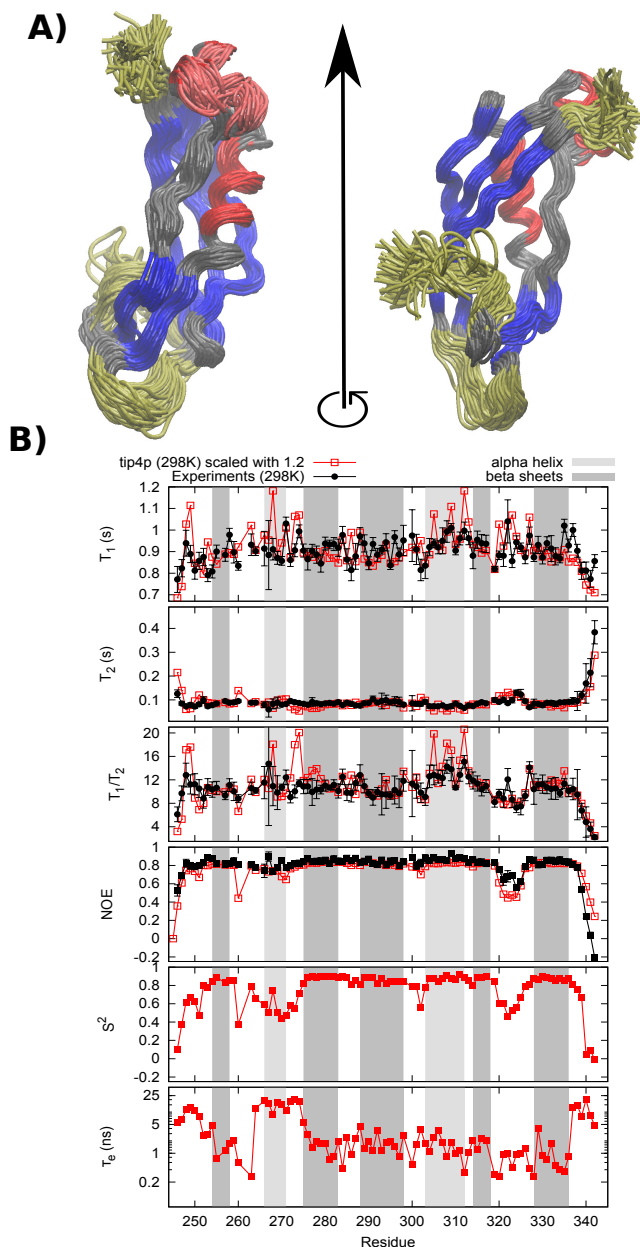 A)
B)
tip4p (298K) scaled with 1.2
Experiments (298K)
alpha helix
beta sheets
T1 (s)
1.2
1.1
1
0.9
0.8
0.7
T2 (s)
0.4
0.3
0.2
0.1
T1/T2
20
16
12
8
4
NOE
1
0.8
0.6
0.4
0.2
0
-0.2
S2
1
0.8
0.6
0.4
0.2
0
-0.2
τe (ns)
25
5
1
0.2
250 260 270 280 290 300 310 320 330 340
Residue